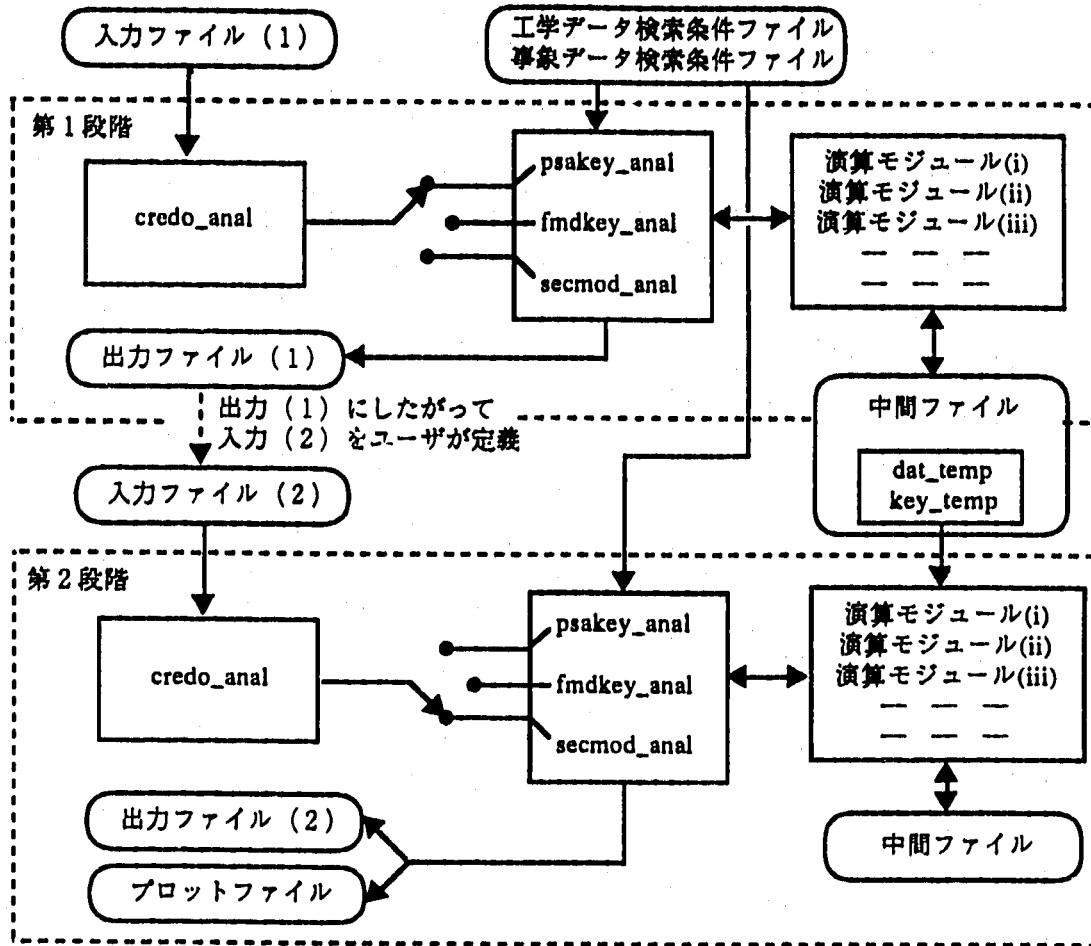 入力ファイル (1)
工学データ検索条件ファイル
事象データ検索条件ファイル
第1段階
credo_anal
psakey_anal
fmdkey_anal
secmod_anal
演算モジュール(i)
演算モジュール(ii)
演算モジュール(iii)
— — —
— — —
出力ファイル (1)
出力 (1) にしたがって
入力 (2) をユーザが定義
中間ファイル
dat_temp
key_temp
入力ファイル (2)
第2段階
credo_anal
psakey_anal
fmdkey_anal
secmod_anal
演算モジュール(i)
演算モジュール(ii)
演算モジュール(iii)
— — —
— — —
出力ファイル (2)
プロットファイル
中間ファイル